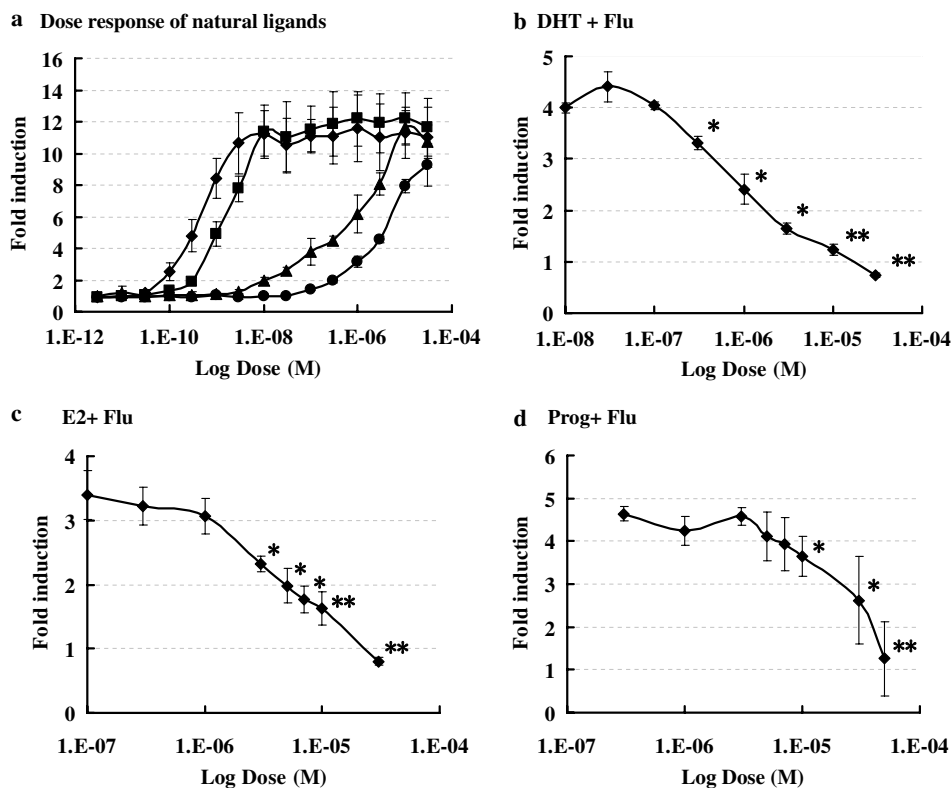 a Dose response of natural ligands
Fold induction
16
14
12
10
8
6
4
2
0
1.E-12 1.E-10 1.E-08 1.E-06 1.E-04
Log Dose (M)
b DHT + Flu
Fold induction
5
4
3
2
1
0
*
*
*
**
**
1.E-08 1.E-07 1.E-06 1.E-05 1.E-04
Log Dose (M)
c E2+ Flu
Fold induction
4
3
2
1
0
*
*
*
**
**
1.E-07 1.E-06 1.E-05 1.E-04
Log Dose (M)
d Prog+ Flu
Fold induction
6
5
4
3
2
1
0
*
*
**
1.E-07 1.E-06 1.E-05 1.E-04
Log Dose (M)